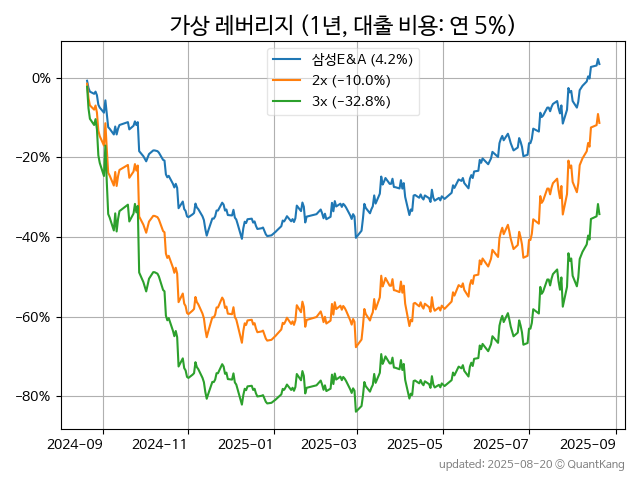 가상 레버리지 (1년, 대출 비용: 연 5%)
삼성E&A (4.2%)
2x (−10.0%)
3x (−32.8%)
0%
−20%
−40%
−60%
−80%
2024-09 2024-11 2025-01 2025-03 2025-05 2025-07 2025-09
updated: 2025-08-20 © QuantKang